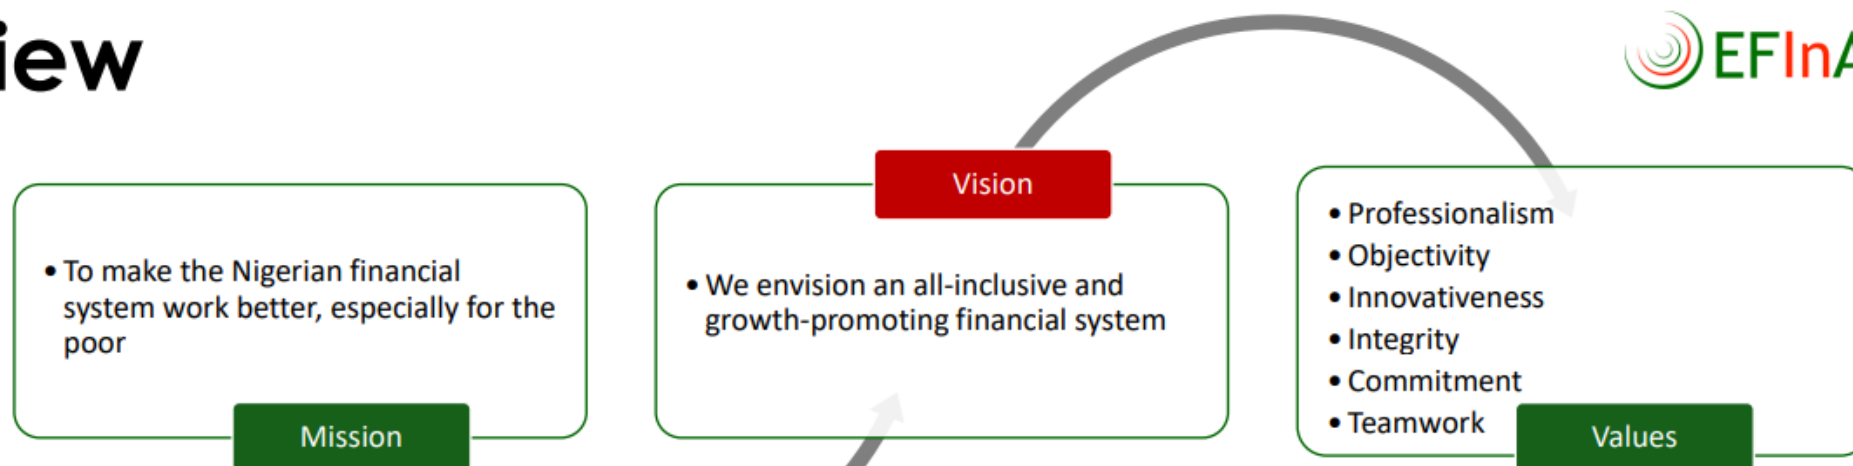 iew
EFInA
• To make the Nigerian financial
system work better, especially for the
poor
Mission
Vision
• We envision an all-inclusive and
growth-promoting financial system
• Professionalism
• Objectivity
• Innovativeness
• Integrity
• Commitment
• Teamwork
Values